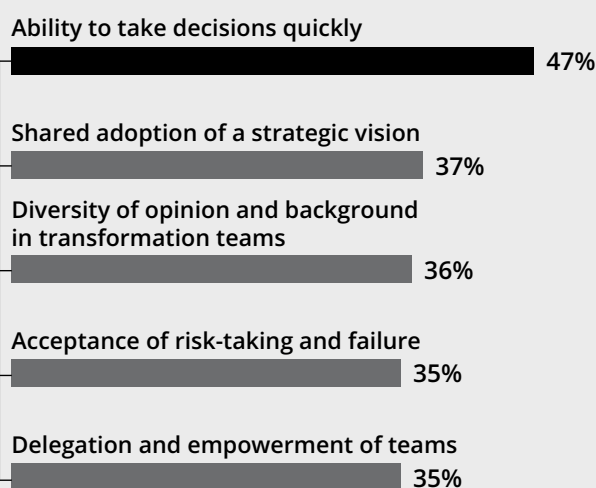 Ability to take decisions quickly
47%
Shared adoption of a strategic vision
37%
Diversity of opinion and background
in transformation teams
36%
Acceptance of risk-taking and failure
35%
Delegation and empowerment of teams
35%